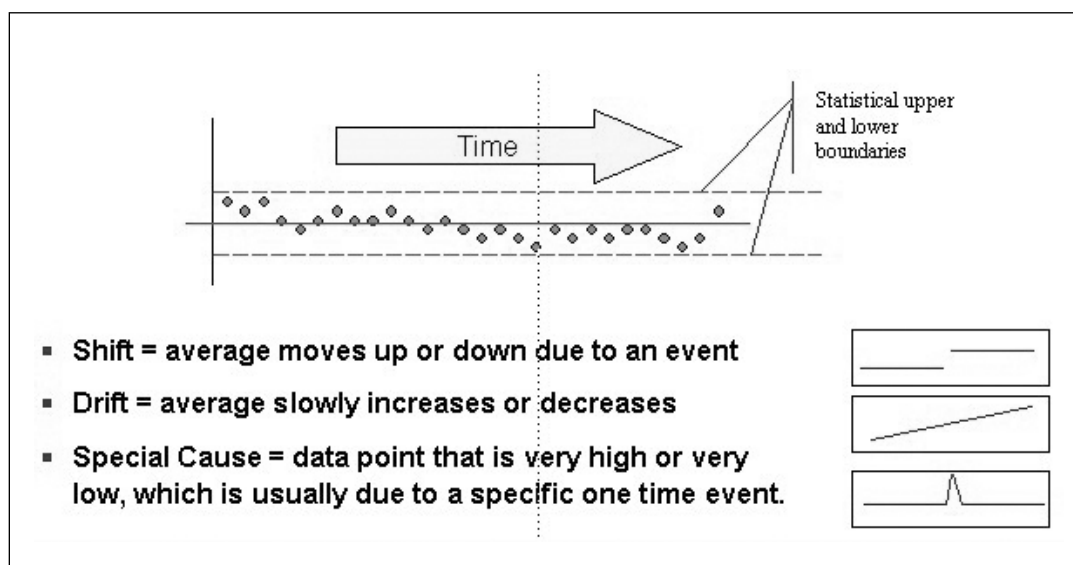 Statistical upper
and lower
boundaries
Time
▪ Shift = average moves up or down due to an event
▪ Drift = average slowly increases or decreases
▪ Special Cause = data point that is very high or very
low, which is usually due to a specific one time event.